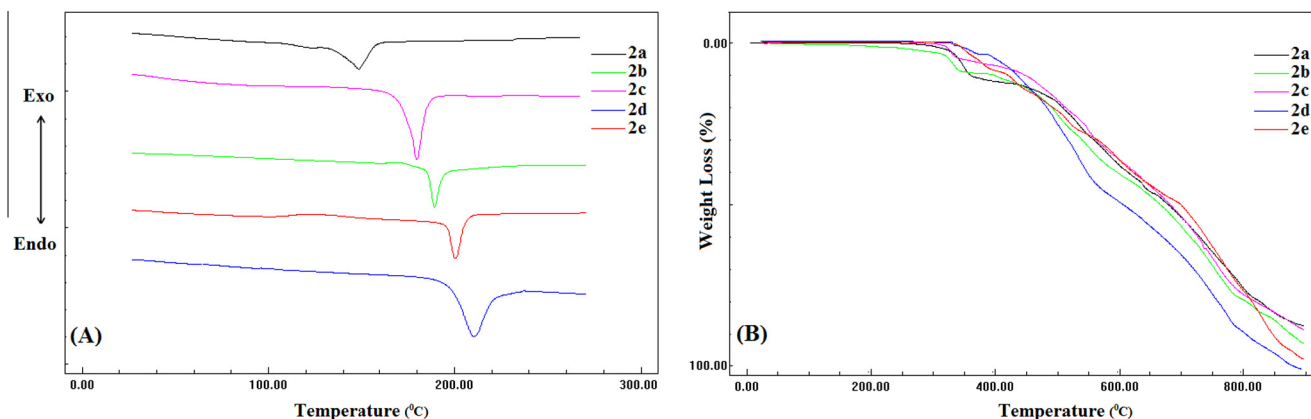 Exo
Endo
2a
2b
2c
2d
2e
(A)
0.00 100.00 200.00 300.00
Temperature (⁰C)
Weight Loss (%)
0.00
100.00
2a
2b
2c
2d
2e
(B)
0.00 200.00 400.00 600.00 800.00
Temperature (⁰C)